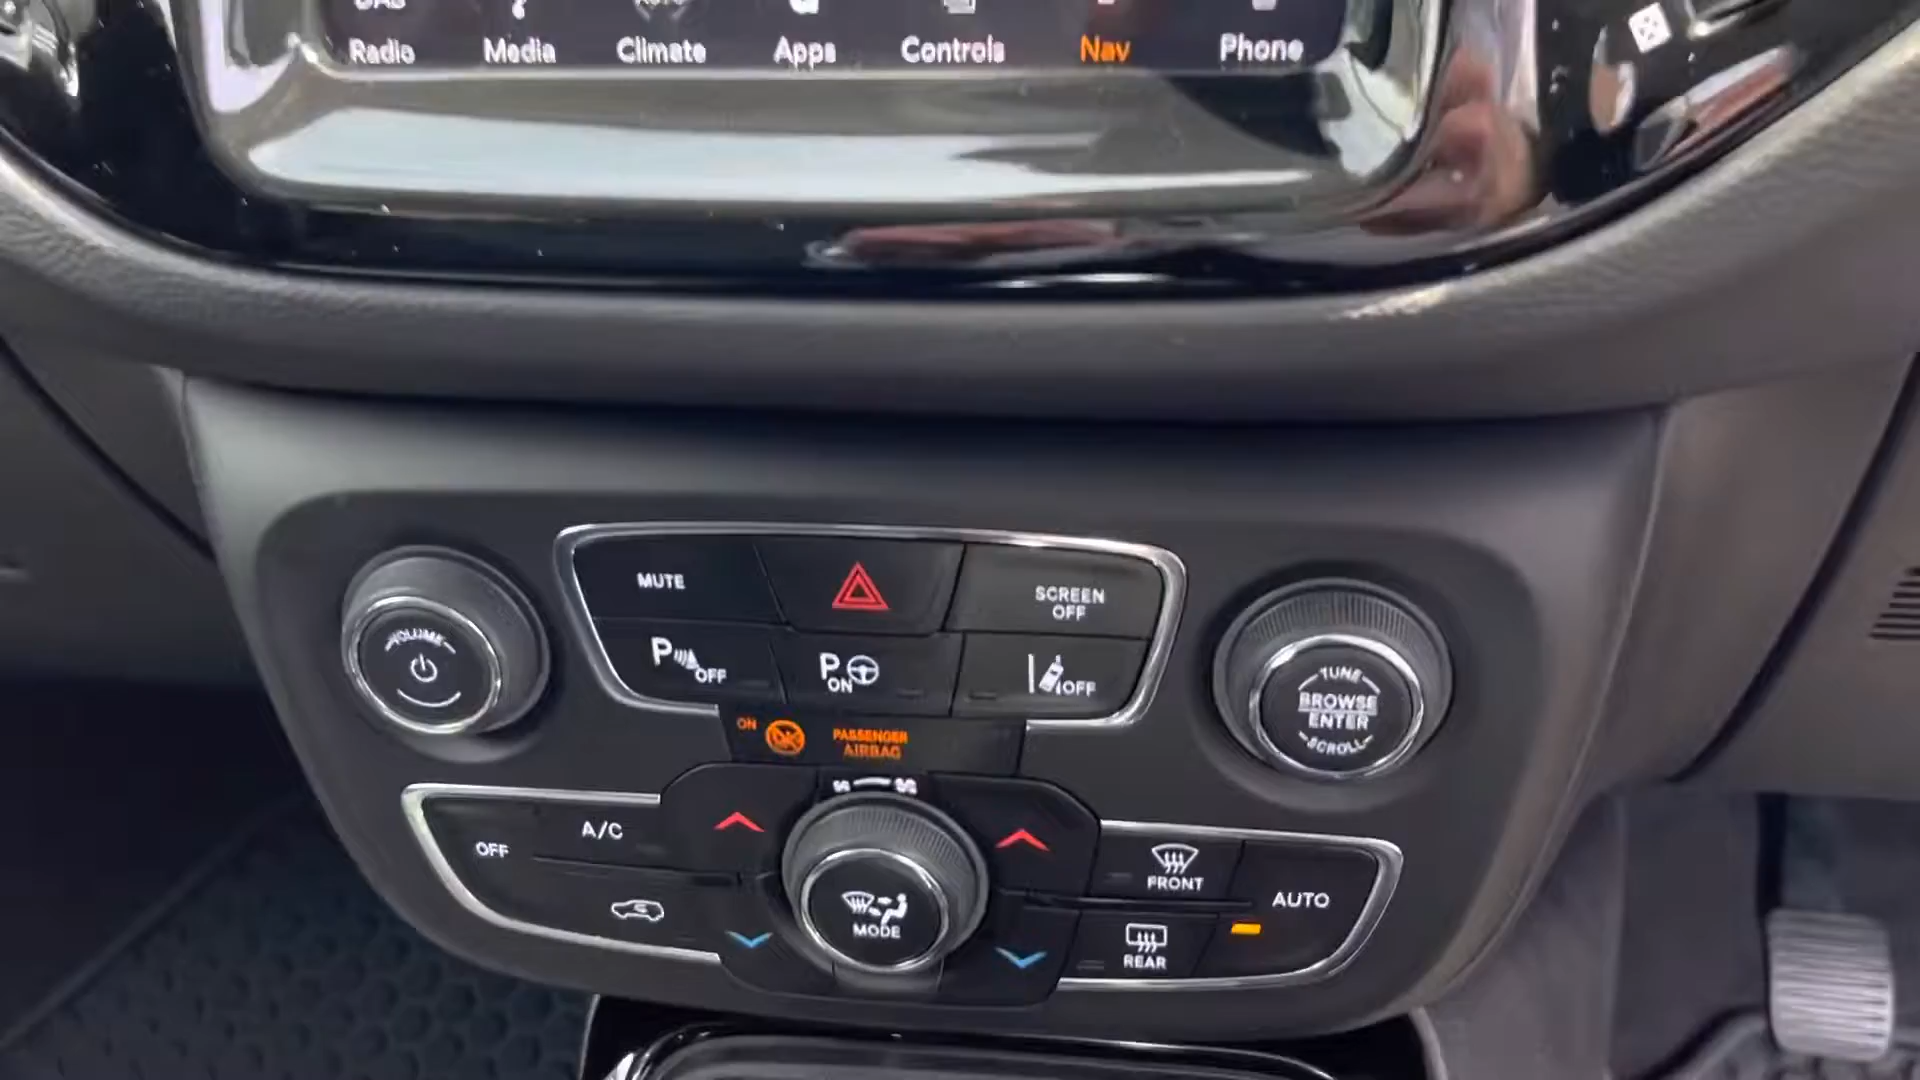 Radio Media Climate Apps Controls Nav Phone
MUTE
SCREEN
OFF
VOLUME
P OFF
P
ON
OFF
TUNE
BROWSE
ENTER
SCROLL
ON
PASSENGER
AIRBAG
OFF
A/C
FRONT
AUTO
MODE
REAR